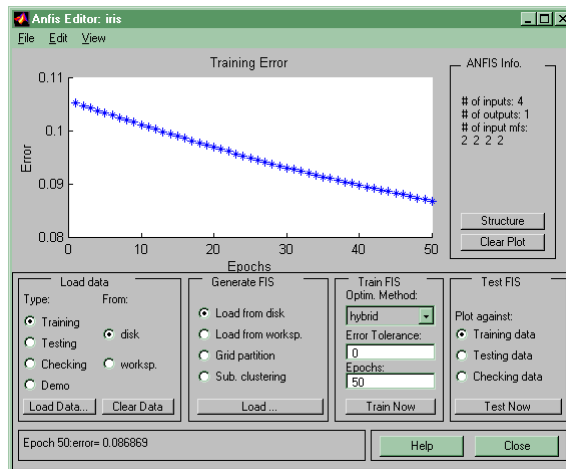 Anfis Editor: iris
File Edit View
Training Error
0.11
0.1
0.09
0.08
Error
0 10 20 30 40 50
Epochs
ANFIS Info.
# of inputs: 4
# of outputs: 1
# of input mfs:
2 2 2 2
Structure
Clear Plot
Load data
Type: From:
Training
Testing
Checking
Demo
disk
worksp.
Load Data... Clear Data
Generate FIS
Load from disk
Load from worksp.
Grid partition
Sub. clustering
Load ...
Train FIS
Optim. Method:
hybrid
Error Tolerance:
0
Epochs:
50
Train Now
Test FIS
Plot against:
Training data
Testing data
Checking data
Test Now
Epoch 50:error= 0.086869
Help Close